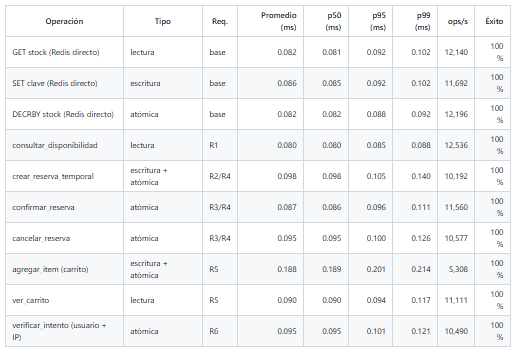 Operación Tipo Req. Promedio (ms) p50 (ms) p95 (ms) p99 (ms) ops/s Éxito
GET stock (Redis directo) lectura base 0.082 0.081 0.092 0.102 12,140 100 %
SET clave (Redis directo) escritura base 0.086 0.085 0.092 0.102 11,692 100 %
DECRBY stock (Redis directo) atómica base 0.082 0.082 0.088 0.092 12,196 100 %
consultar_disponibilidad lectura R1 0.080 0.080 0.085 0.088 12,536 100 %
crear_reserva_temporal escritura + atómica R2/R4 0.098 0.098 0.105 0.140 10,192 100 %
confirmar_reserva atómica R3/R4 0.087 0.086 0.096 0.111 11,560 100 %
cancelar_reserva atómica R3/R4 0.095 0.095 0.100 0.126 10,577 100 %
agregar_item (carrito) escritura + atómica R5 0.188 0.189 0.201 0.214 5,308 100 %
ver_carrito lectura R5 0.090 0.090 0.094 0.117 11,111 100 %
verificar_intento (usuario + IP) atómica R6 0.095 0.095 0.101 0.121 10,490 100 %